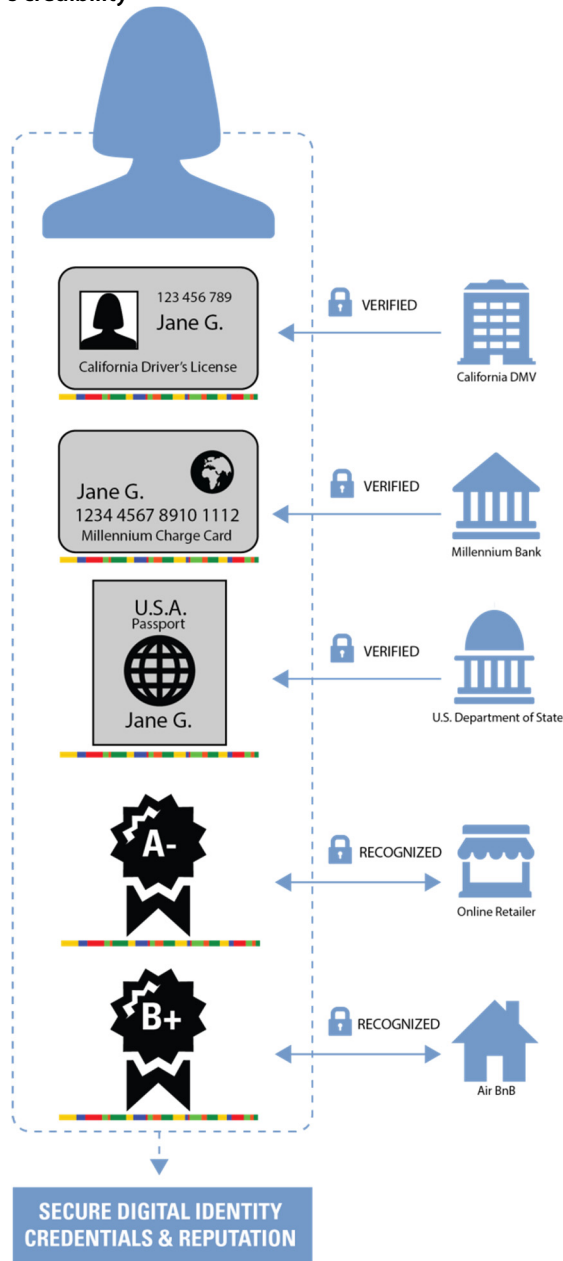 123 456 789
Jane G.
California Driver's License
VERIFIED
California DMV
Jane G.
1234 4567 8910 1112
Millennium Charge Card
VERIFIED
Millennium Bank
U.S.A.
Passport
Jane G.
VERIFIED
U.S. Department of State
A-
RECOGNIZED
Online Retailer
B+
RECOGNIZED
Air BnB
SECURE DIGITAL IDENTITY
CREDENTIALS & REPUTATION